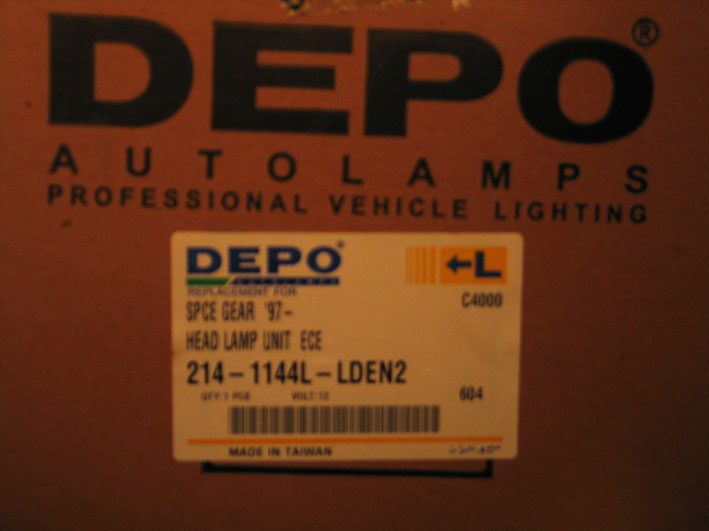 DEPO®
AUTOLAMPS
PROFESSIONAL VEHICLE LIGHTING
DEPO® ←L
AUTOLAMPS
REPLACEMENT FOR
SPCE GEAR '97-
C4000
HEAD LAMP UNIT ECE
214-1144L-LDEN2
604
QTY:1 PCS VOLT:12
MADE IN TAIWAN